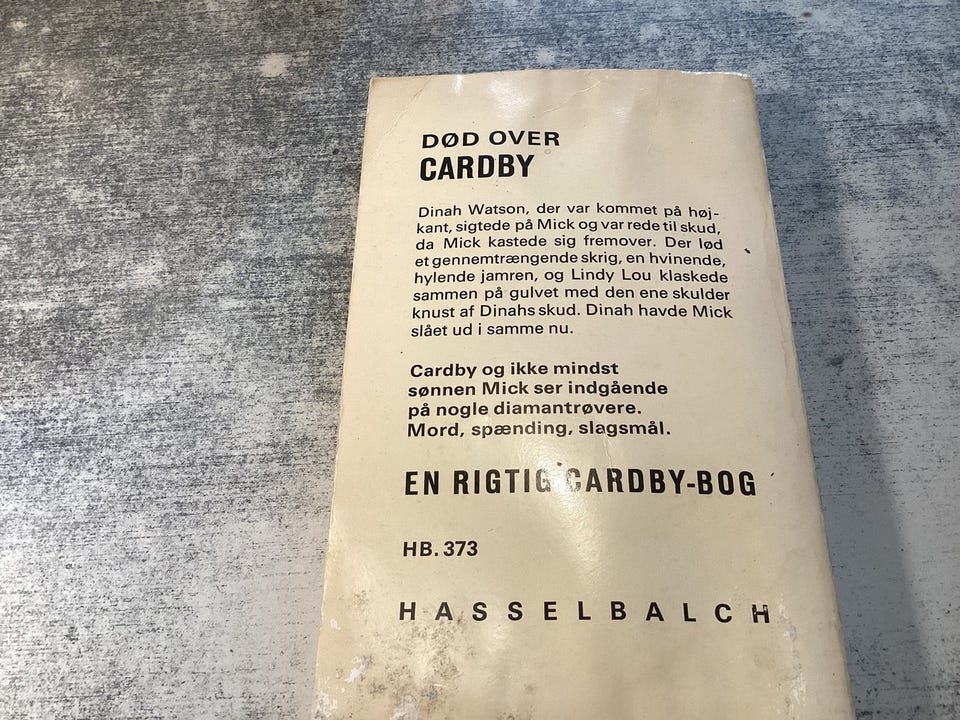 DØD OVER
CARDBY
Dinah Watson, der var kommet på høj-
kant, sigtede på Mick og var rede til skud,
da Mick kastede sig fremover. Der lød
et gennemtrængende skrig, en hvinende,
hylende jamren, og Lindy Lou klaskede
sammen på gulvet med den ene skulder
knust af Dinahs skud. Dinah havde Mick
slået ud i samme nu.
Cardby og ikke mindst
sønnen Mick ser indgående
på nogle diamantrøvere.
Mord, spænding, slagsmål.
EN RIGTIG CARDBY-BOG
HB. 373
HASSELBALCH